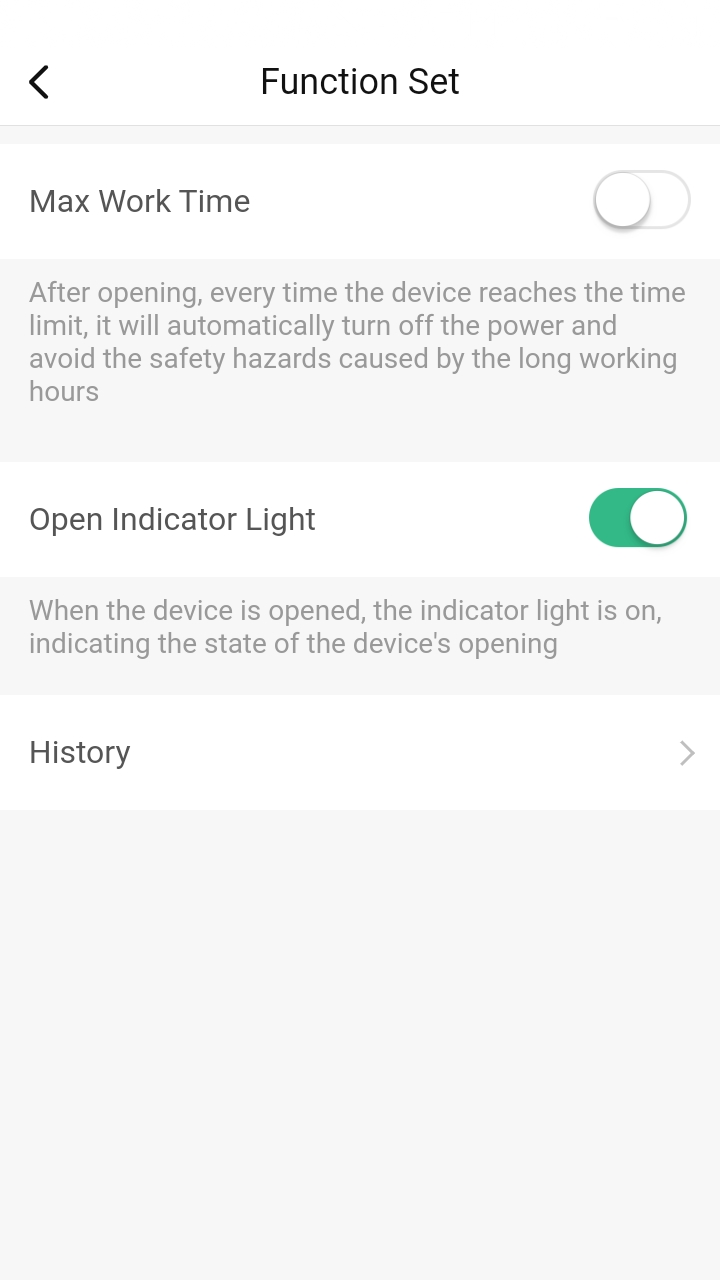 Function Set
Max Work Time
After opening, every time the device reaches the time
limit, it will automatically turn off the power and
avoid the safety hazards caused by the long working
hours
Open Indicator Light
When the device is opened, the indicator light is on,
indicating the state of the device's opening
History